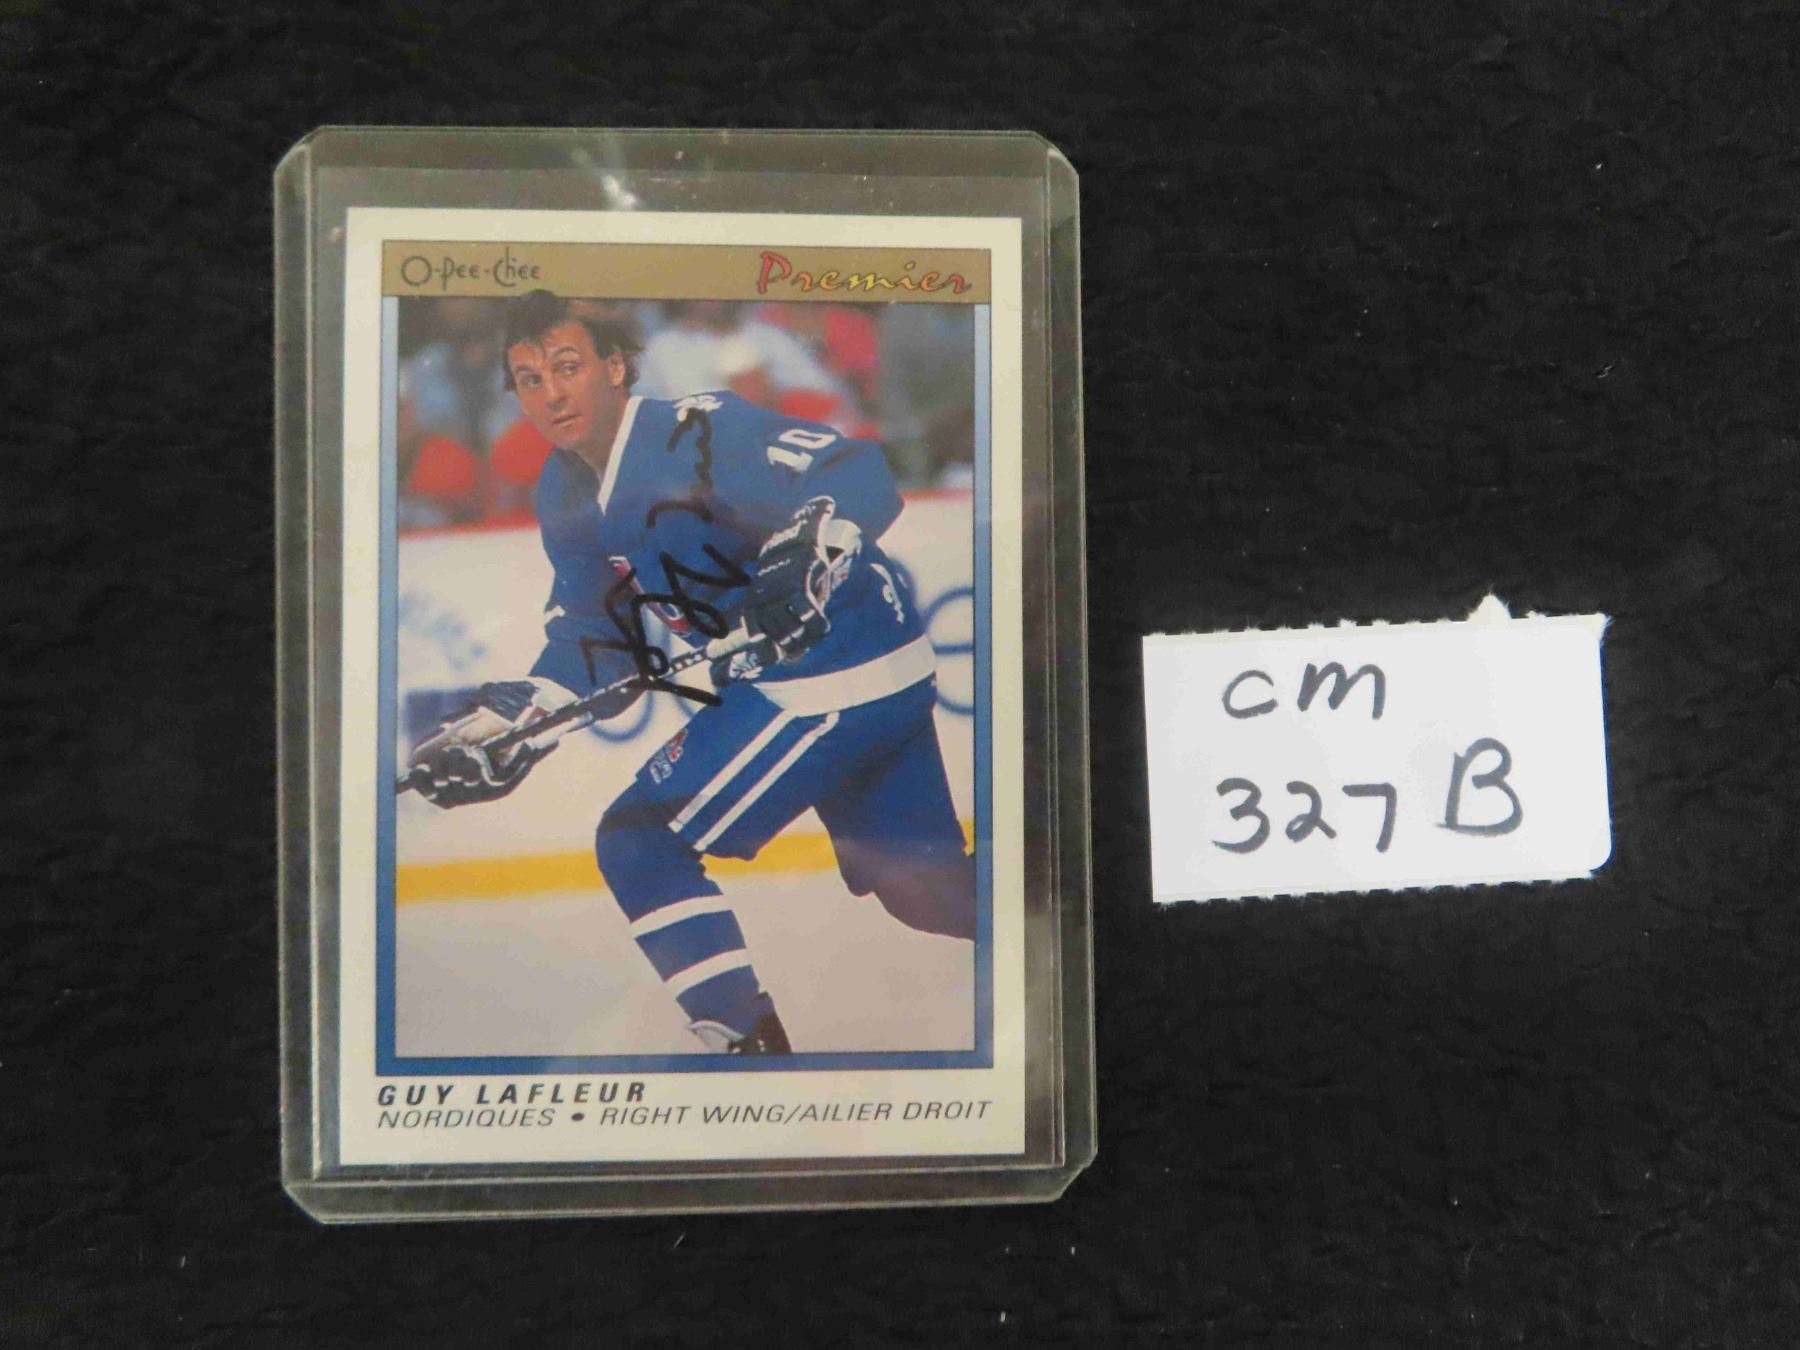 O-Pee-Chee Premier
10
GUY LAFLEUR
NORDIQUES • RIGHT WING/AILIER DROIT
CM
327 B